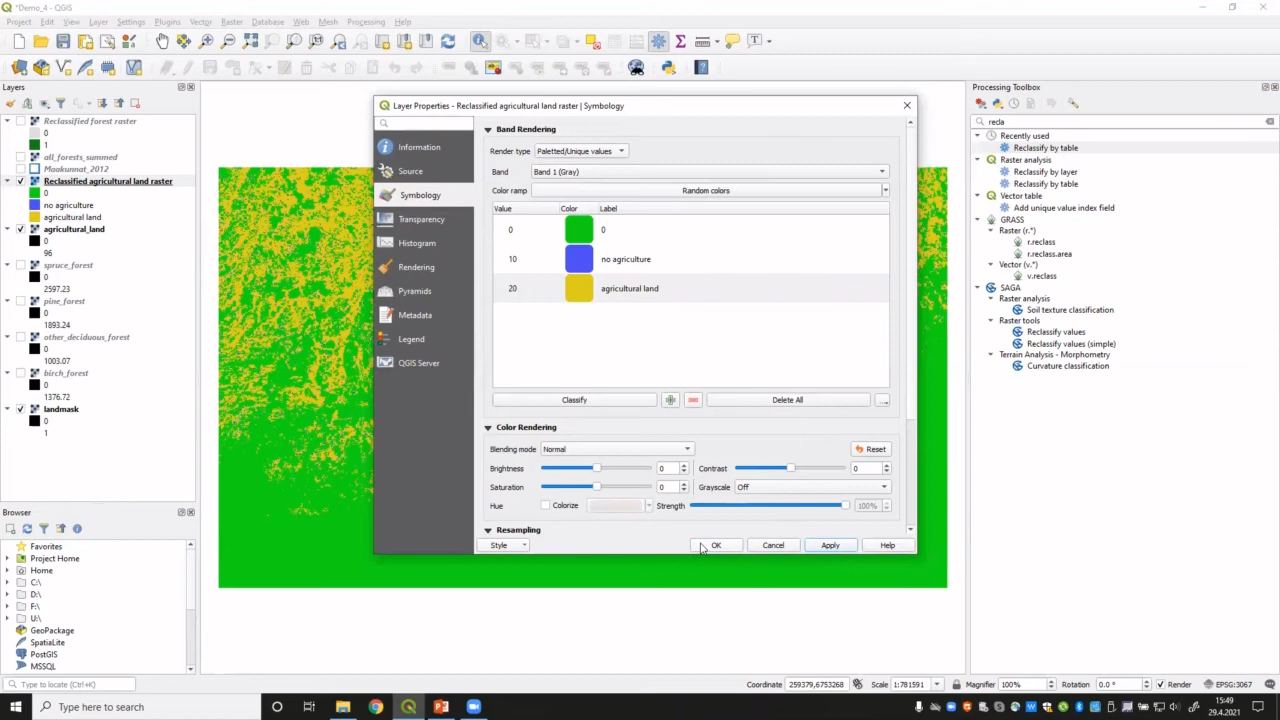 *Demo_4 — QGIS
Project Edit View Layer Settings Plugins Vector Raster Database Web Mesh Processing Help
Layers
Reclassified forest raster
0
1
all_forests_summed
Maakunnat_2012
Reclassified agricultural land raster
0
no agriculture
agricultural land
agricultural_land
0
96
spruce_forest
0
2597.23
pine_forest
0
1893.24
other_deciduous_forest
0
1003.07
birch_forest
0
1376.72
landmask
0
1
Browser
Favorites
Project Home
Home
C:\
D:\
F:\
U:\
GeoPackage
SpatiaLite
PostGIS
MSSQL
Layer Properties - Reclassified agricultural land raster | Symbology
Information
Source
Symbology
Transparency
Histogram
Rendering
Pyramids
Metadata
Legend
QGIS Server
Band Rendering
Render type Paletted/Unique values
Band Band 1 (Gray)
Color ramp Random colors
Value Color Label
0 0
10 no agriculture
20 agricultural land
Classify Delete All ...
Color Rendering
Blending mode Normal Reset
Brightness 0 Contrast 0
Saturation 0 Grayscale Off
Hue Colorize Strength 100%
Resampling
Style OK Cancel Apply Help
Processing Toolbox
reda
Recently used
Reclassify by table
Raster analysis
Reclassify by layer
Reclassify by table
Vector table
Add unique value index field
GRASS
Raster (r.*)
r.reclass
r.reclass.area
Vector (v.*)
v.reclass
SAGA
Raster analysis
Soil texture classification
Raster tools
Reclassify values
Reclassify values (simple)
Terrain Analysis - Morphometry
Curvature classification
Type to locate (Ctrl+K) Coordinate 259379,6753268 Scale 1:781591 Magnifier 100% Rotation 0.0 ° Render EPSG:3067
Type here to search
15:49
29.4.2021